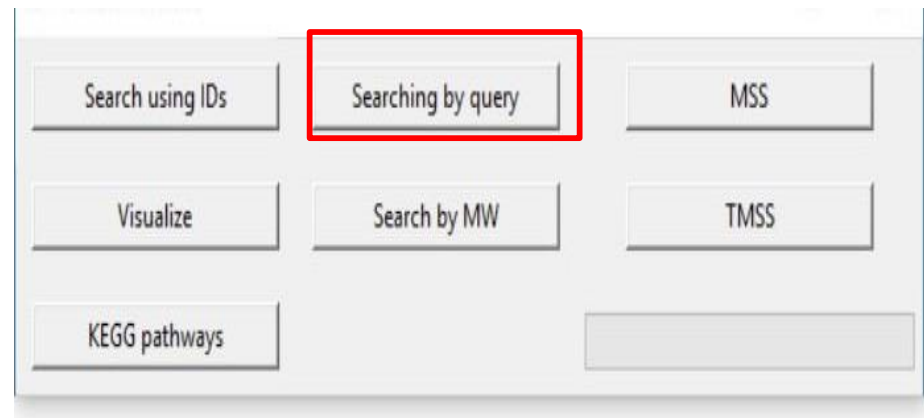 Search using IDs
Searching by query
MSS
Visualize
Search by MW
TMSS
KEGG pathways